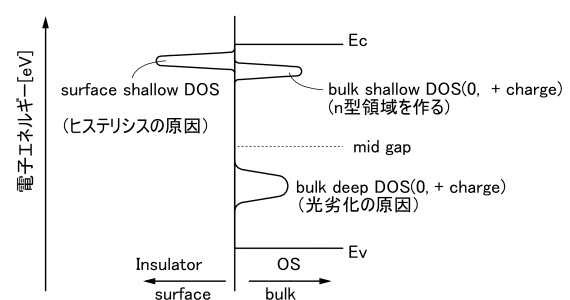 電子エネルギー[eV]
Ec
surface shallow DOS
(ヒステリシスの原因)
bulk shallow DOS(0, + charge)
(n型領域を作る)
mid gap
bulk deep DOS(0, + charge)
(光劣化の原因)
Ev
Insulator
OS
surface
bulk